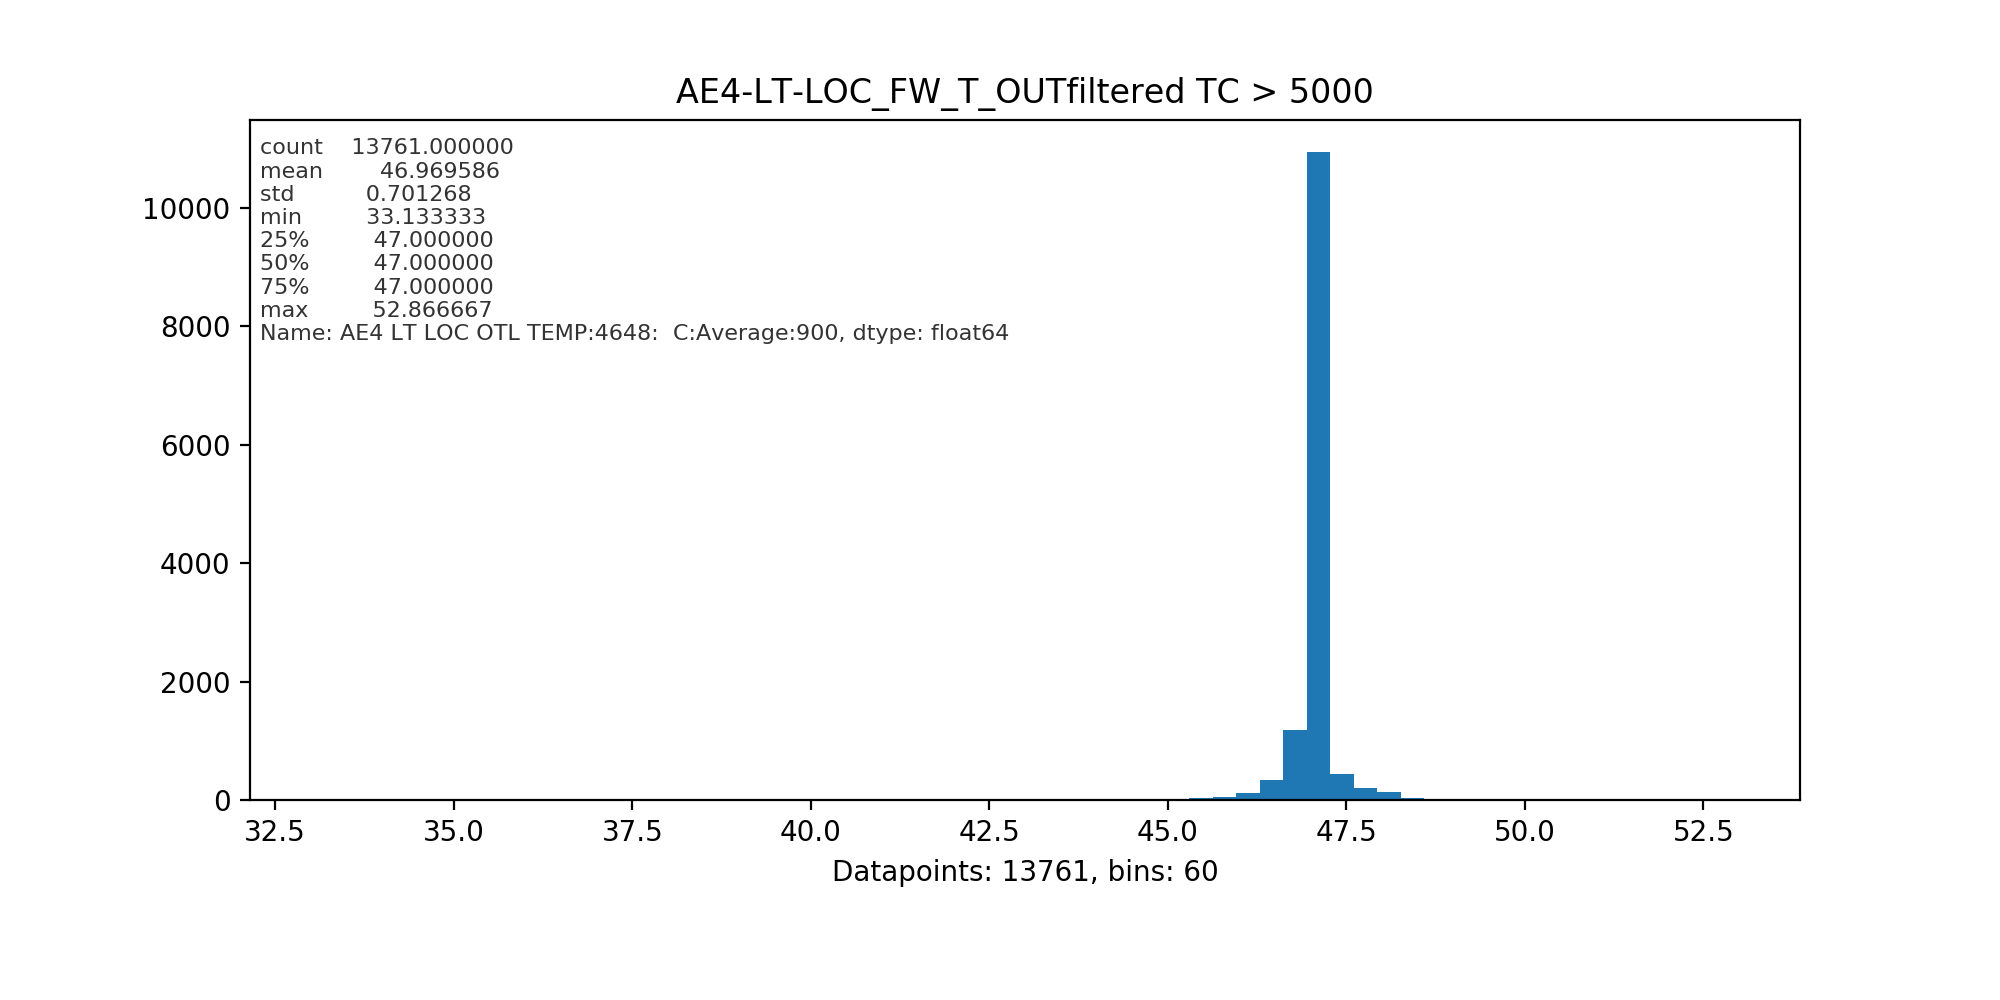 AE4-LT-LOC_FW_T_OUTfiltered TC > 5000
count 13761.000000
mean 46.969586
std 0.701268
min 33.133333
25% 47.000000
50% 47.000000
75% 47.000000
max 52.866667
Name: AE4 LT LOC OTL TEMP:4648: C:Average:900, dtype: float64
10000
8000
6000
4000
2000
0
32.5 35.0 37.5 40.0 42.5 45.0 47.5 50.0 52.5
Datapoints: 13761, bins: 60